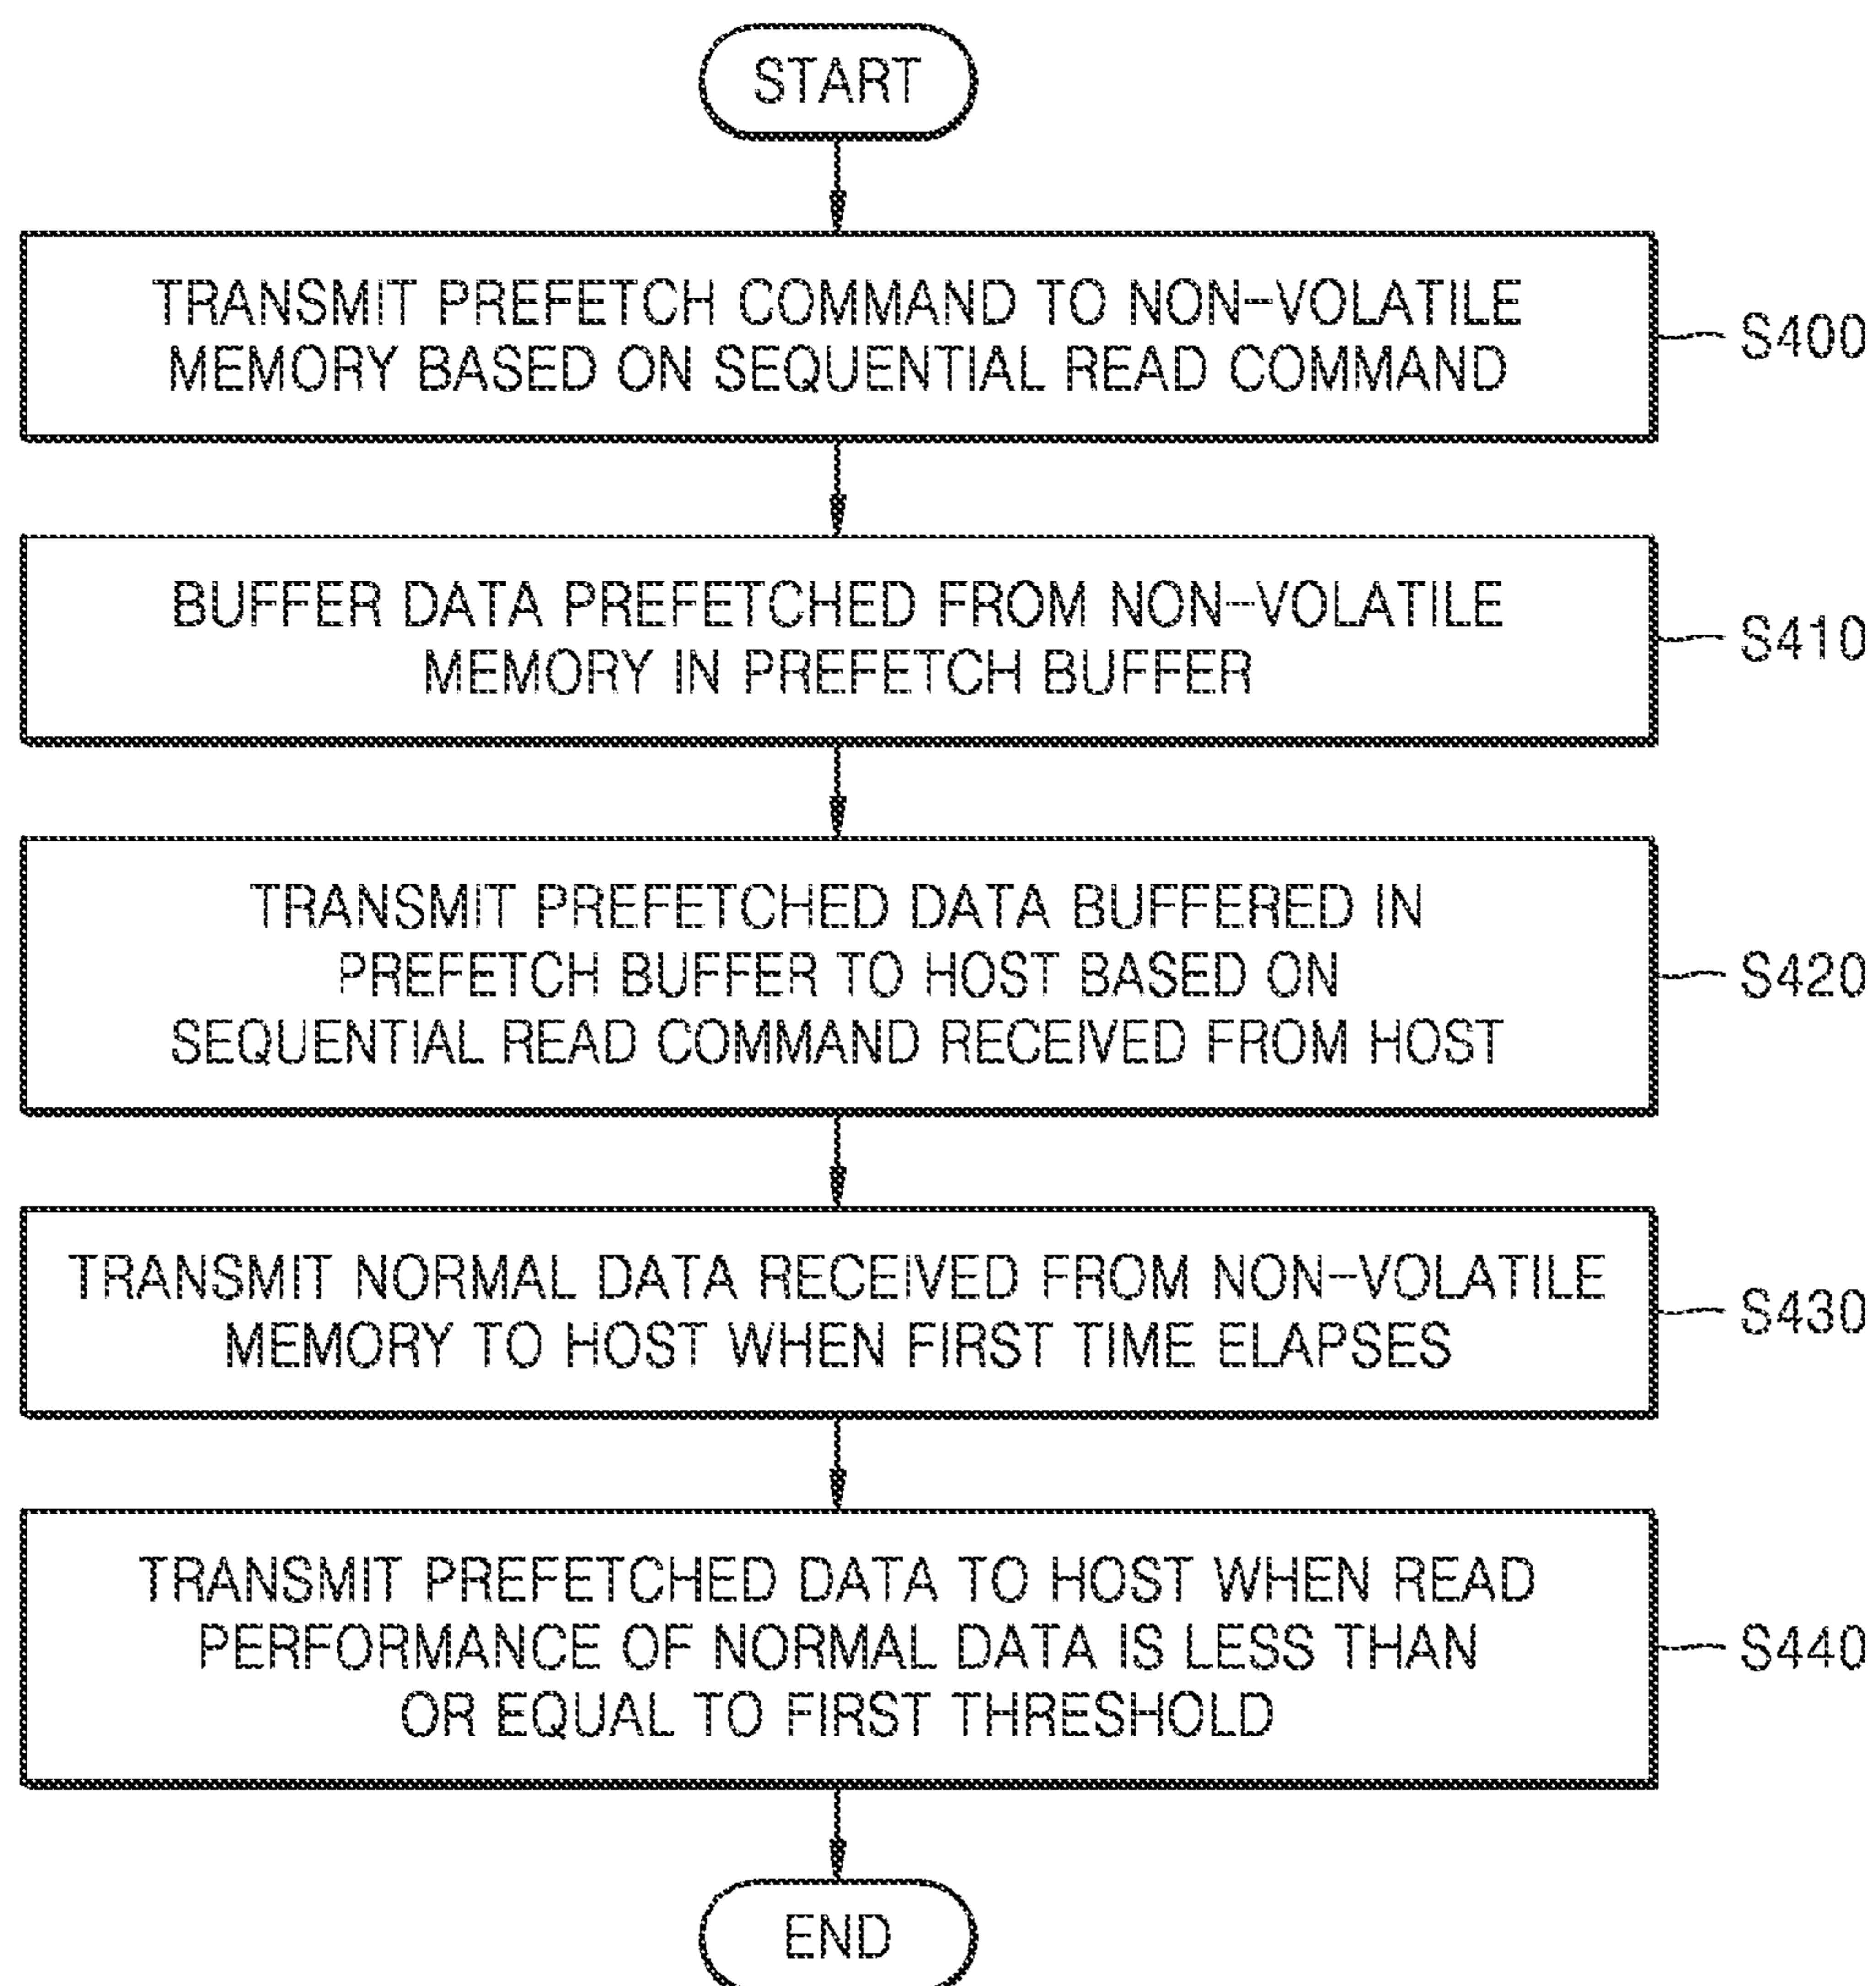 START
TRANSMIT PREFETCH COMMAND TO NON-VOLATILE
MEMORY BASED ON SEQUENTIAL READ COMMAND
S400
BUFFER DATA PREFETCHED FROM NON-VOLATILE
MEMORY IN PREFETCH BUFFER
S410
TRANSMIT PREFETCHED DATA BUFFERED IN
PREFETCH BUFFER TO HOST BASED ON
SEQUENTIAL READ COMMAND RECEIVED FROM HOST
S420
TRANSMIT NORMAL DATA RECEIVED FROM NON-VOLATILE
MEMORY TO HOST WHEN FIRST TIME ELAPSES
S430
TRANSMIT PREFETCHED DATA TO HOST WHEN READ
PERFORMANCE OF NORMAL DATA IS LESS THAN
OR EQUAL TO FIRST THRESHOLD
S440
END